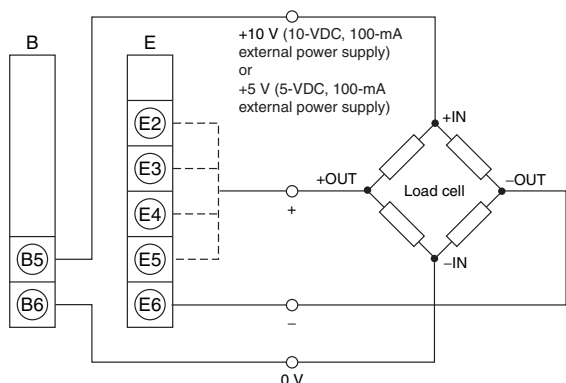 B
E
+10 V (10-VDC, 100-mA
external power supply)
or
+5 V (5-VDC, 100-mA
external power supply)
E2
+IN
E3
+OUT
Load cell
–OUT
E4
+
B5
E5
–IN
B6
E6
–
0 V